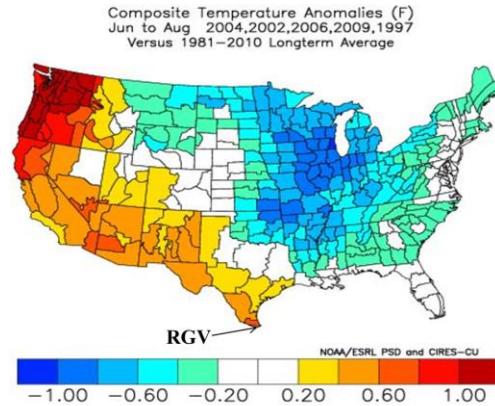 Composite Temperature Anomalies (F)
Jun to Aug 2004,2002,2006,2009,1997
Versus 1981-2010 Longterm Average
RGV
NOAA/ESRL PSD and CIRES-CU
-1.00 -0.60 -0.20 0.20 0.60 1.00